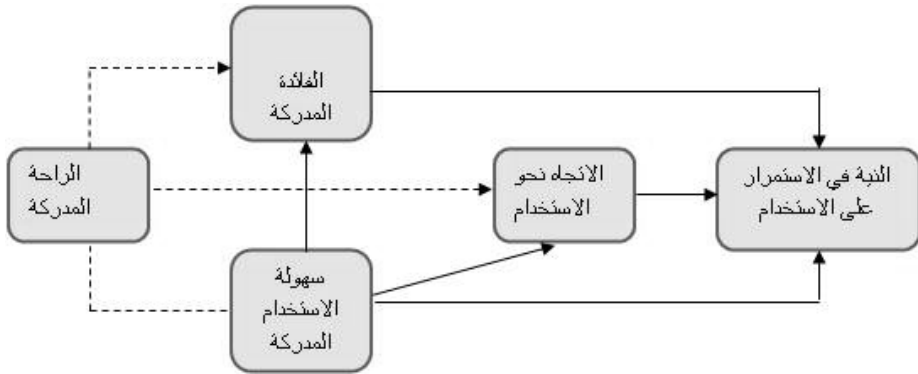 الفائدة
المدركة
الراحة
المدركة
الاتجاه نحو
الاستخدام
النية في الاستمرار
على الاستخدام
سهولة
الاستخدام
المدركة